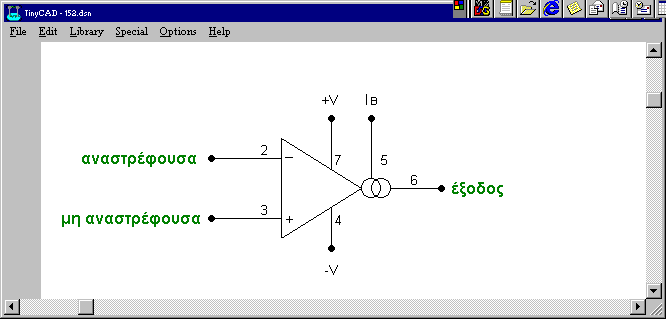 TinyCAD - 153.dsn
File Edit Library Special Options Help
+V IB
αναστρέφουσα 2 − 7 5
6 έξοδος
μη αναστρέφουσα 3 + 4
-V